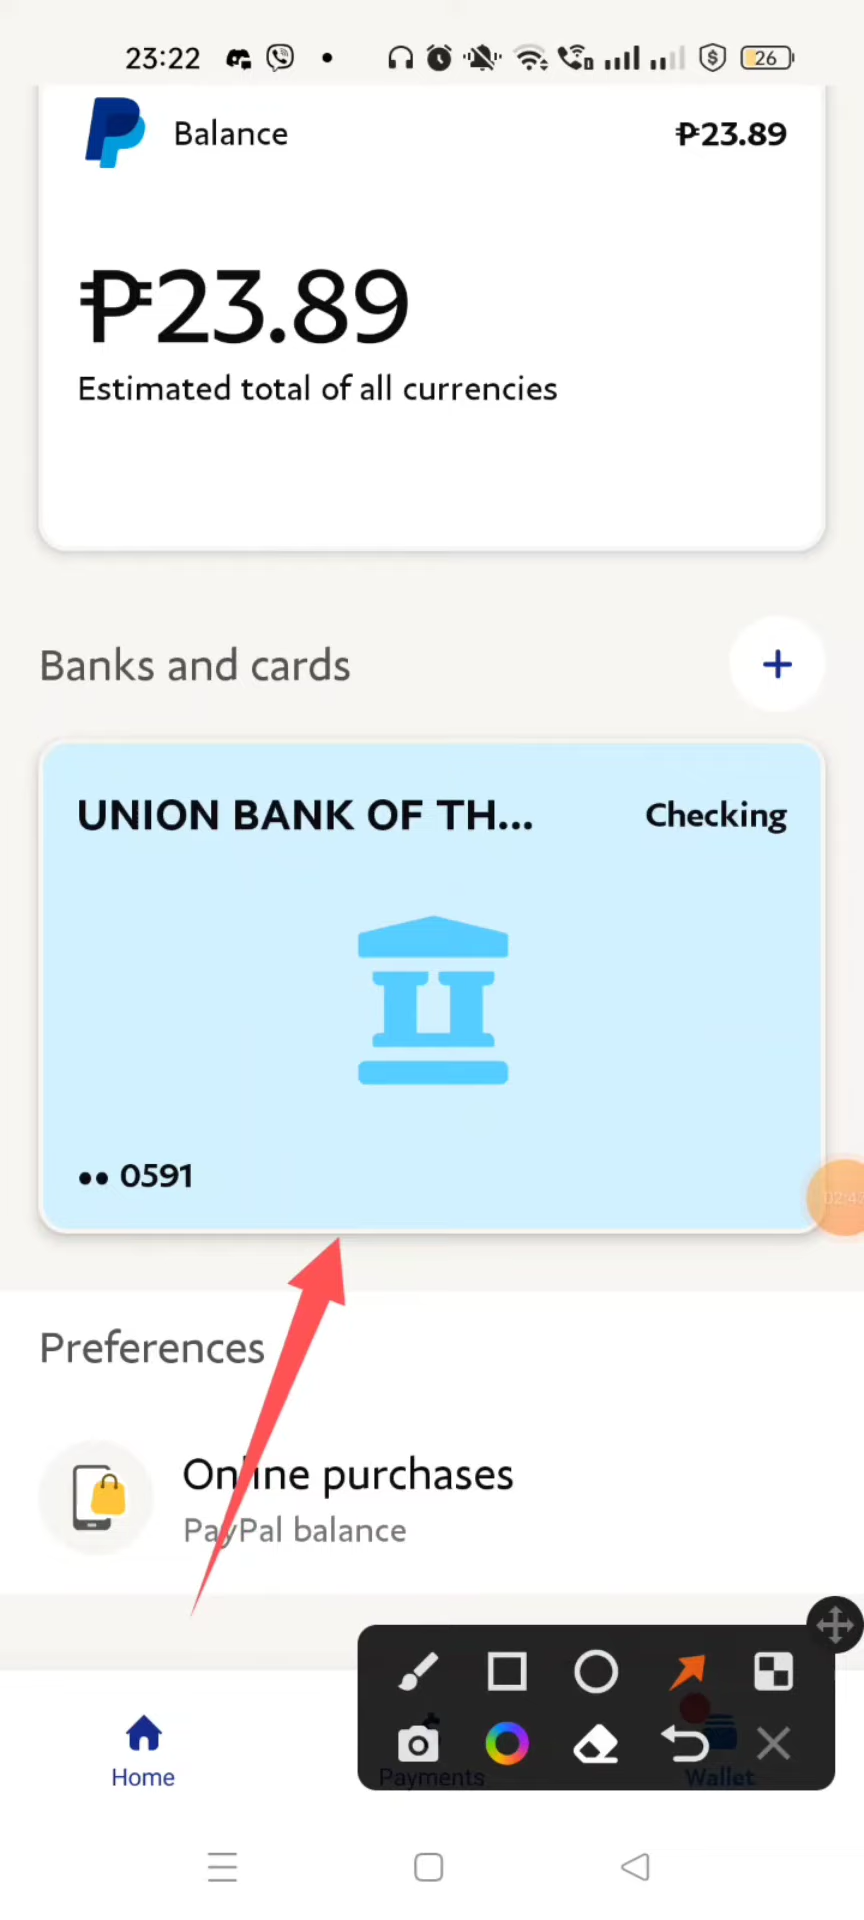 23:22
26
Balance
₱23.89
₱23.89
Estimated total of all currencies
Banks and cards
UNION BANK OF TH...
Checking
•• 0591
Preferences
Online purchases
PayPal balance
Home
Payments
Wallet